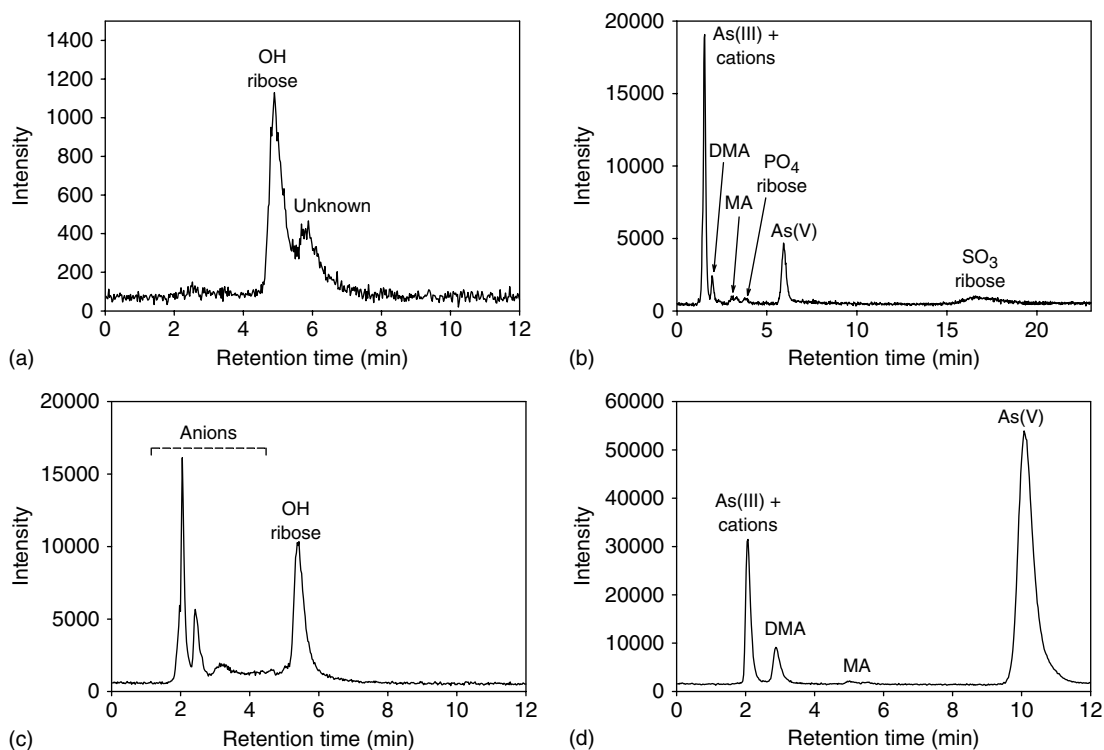 1400
1200
1000
800
600
400
200
0
Intensity
OH
ribose
Unknown
0 2 4 6 8 10 12
Retention time (min)
(a)
20000
15000
10000
5000
0
Intensity
As(III) +
cations
DMA
MA
PO4
ribose
As(V)
SO3
ribose
0 5 10 15 20
Retention time (min)
(b)
20000
15000
10000
5000
0
Intensity
Anions
OH
ribose
0 2 4 6 8 10 12
Retention time (min)
(c)
60000
50000
40000
30000
20000
10000
0
Intensity
As(III) +
cations
DMA
MA
As(V)
0 2 4 6 8 10 12
Retention time (min)
(d)